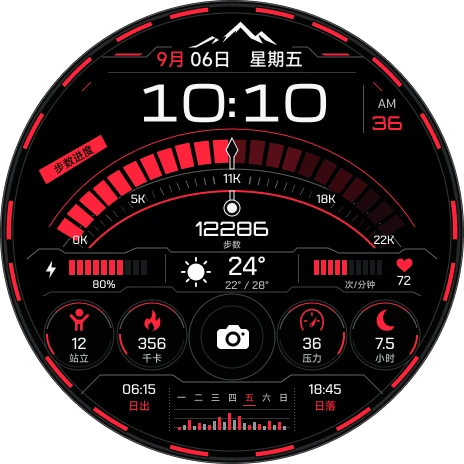 9月 06日 星期五
10:10
AM
36
步数进度
0K 5K 11K 18K 22K
12286
步数
80%
24°
22° / 28°
次/分钟
72
12
站立
356
千卡
36
压力
7.5
小时
06:15
日出
一 二 三 四 五 六 日
18:45
日落